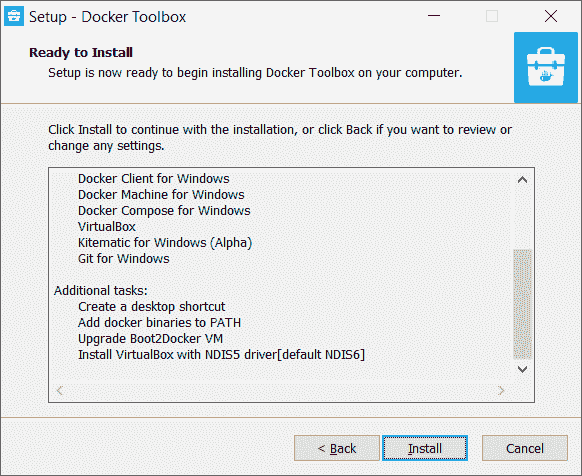 Setup - Docker Toolbox
Ready to Install
Setup is now ready to begin installing Docker Toolbox on your computer.
Click Install to continue with the installation, or click Back if you want to review or
change any settings.
Docker Client for Windows
Docker Machine for Windows
Docker Compose for Windows
VirtualBox
Kitematic for Windows (Alpha)
Git for Windows
Additional tasks:
Create a desktop shortcut
Add docker binaries to PATH
Upgrade Boot2Docker VM
Install VirtualBox with NDIS5 driver[default NDIS6]
< Back Install Cancel